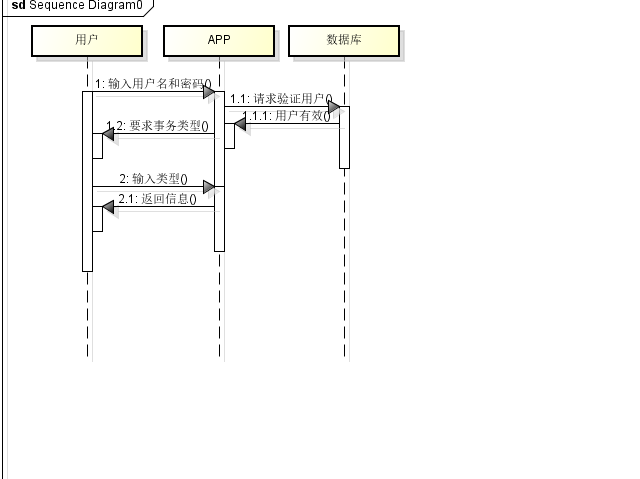 sd Sequence Diagram0
用户
APP
数据库
1: 输入用户名和密码()
1.1: 请求验证用户()
1.1.1: 用户有效()
1.2: 要求事务类型()
2: 输入类型()
2.1: 返回信息()